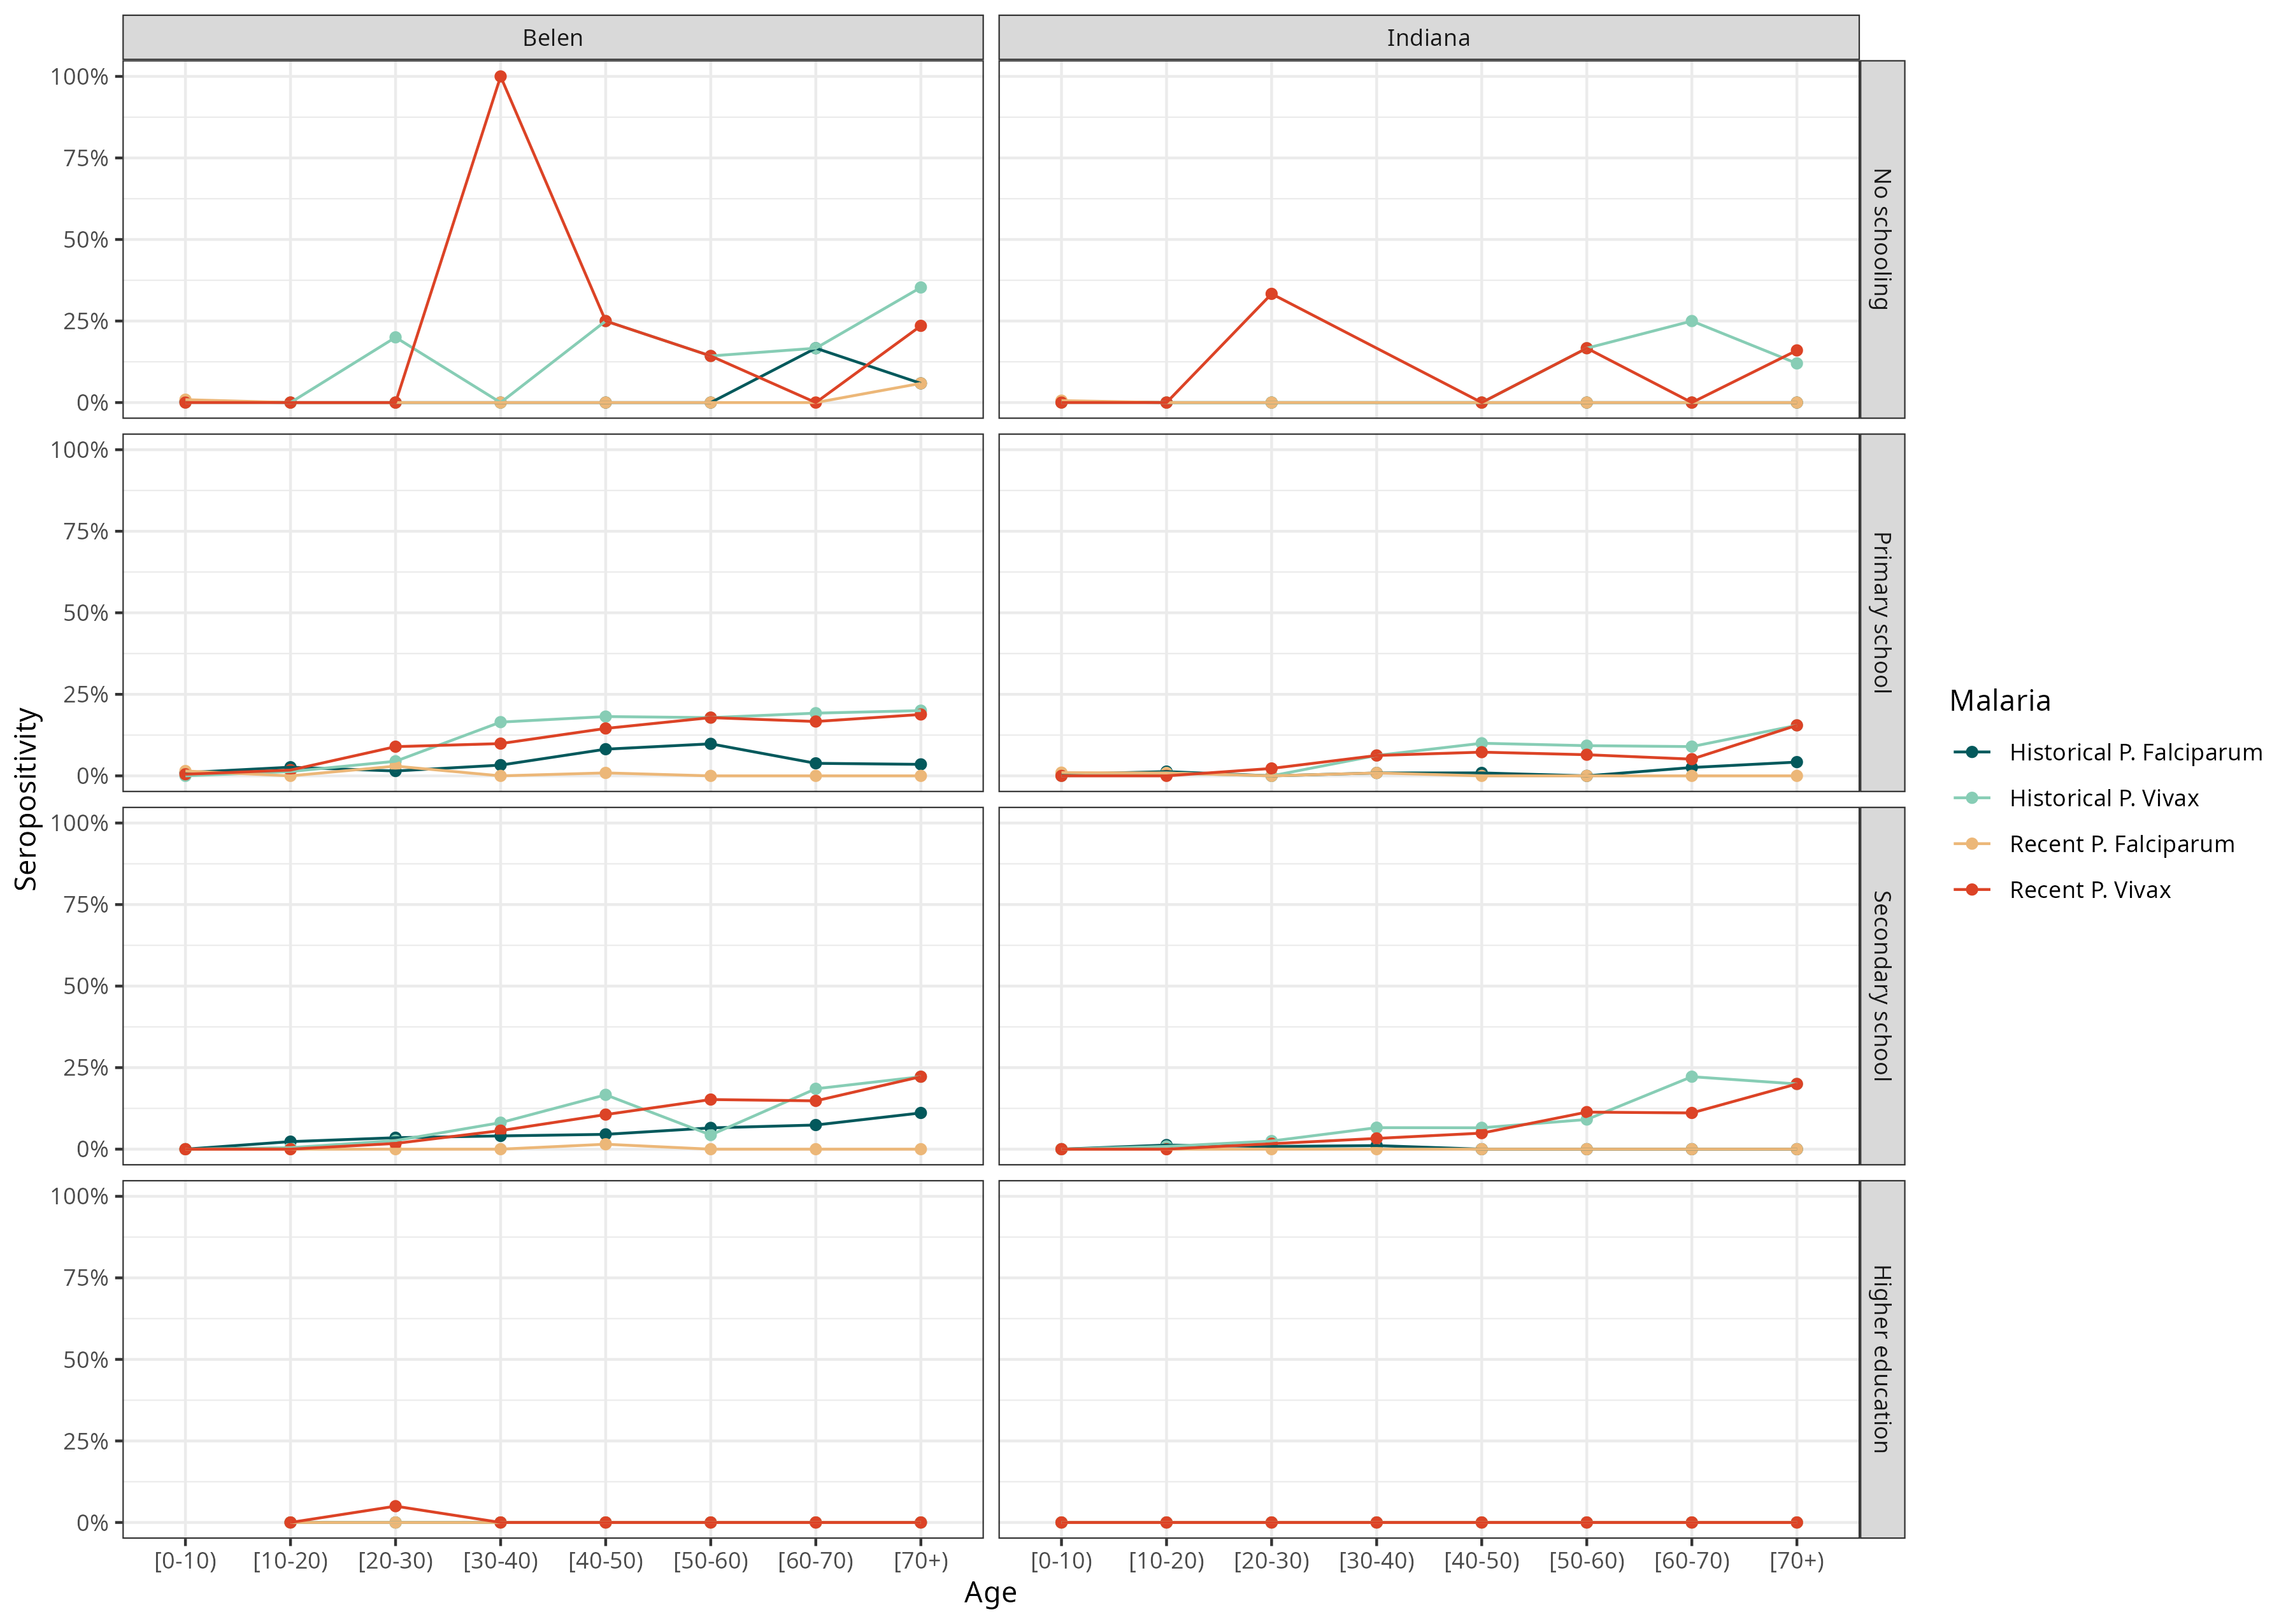 Belen
Indiana
100%
75%
50%
25%
0%
No schooling
100%
75%
50%
25%
0%
Primary school
100%
75%
50%
25%
0%
Secondary school
100%
75%
50%
25%
0%
Higher education
[0-10) [10-20) [20-30) [30-40) [40-50) [50-60) [60-70) [70+)
[0-10) [10-20) [20-30) [30-40) [40-50) [50-60) [60-70) [70+)
Age
Seropositivity
Malaria
Historical P. Falciparum
Historical P. Vivax
Recent P. Falciparum
Recent P. Vivax